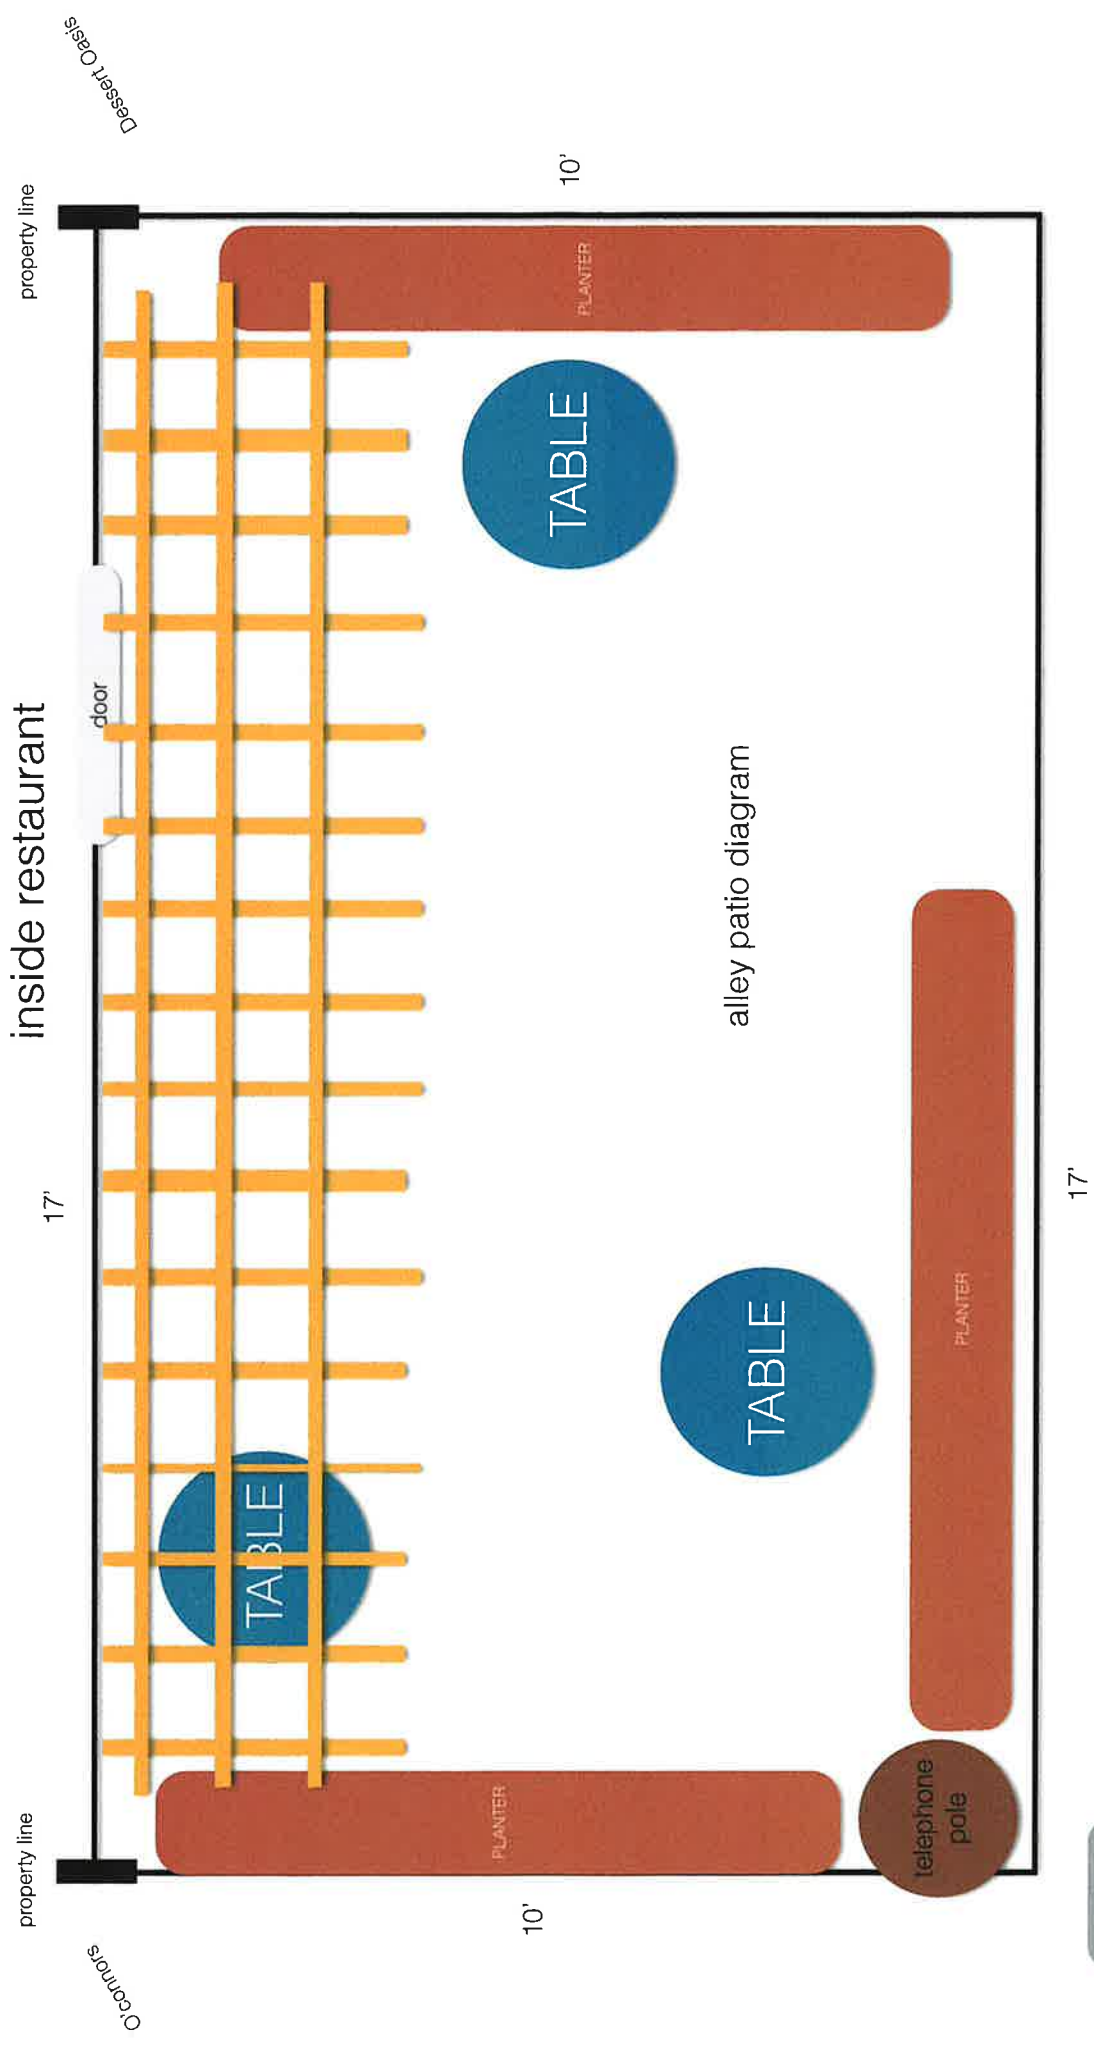 inside restaurant
O'connors
property line
17'
property line
Dessert Oasis
door
TABLE
TABLE
TABLE
PLANTER
PLANTER
PLANTER
10'
10'
alley patio diagram
telephone
pole
17'